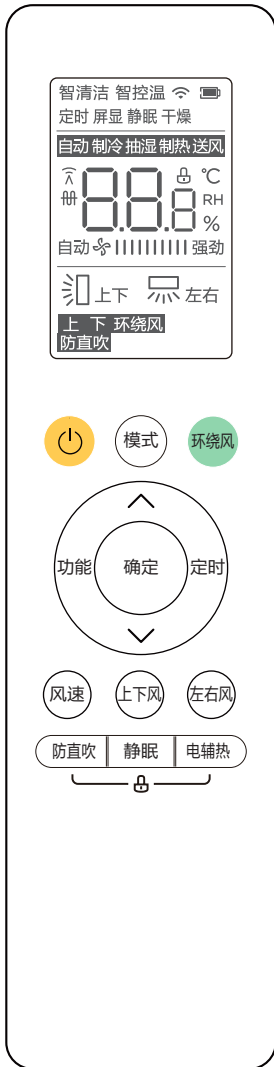 智清洁 智控温
定时 屏显 静眠 干燥
自动 制冷 抽湿 制热 送风
8.8.8 ℃
RH
%
自动 强劲
上下 左右
上 下 环绕风
防直吹
模式 环绕风
功能 确定 定时
风速 上下风 左右风
防直吹 静眠 电辅热